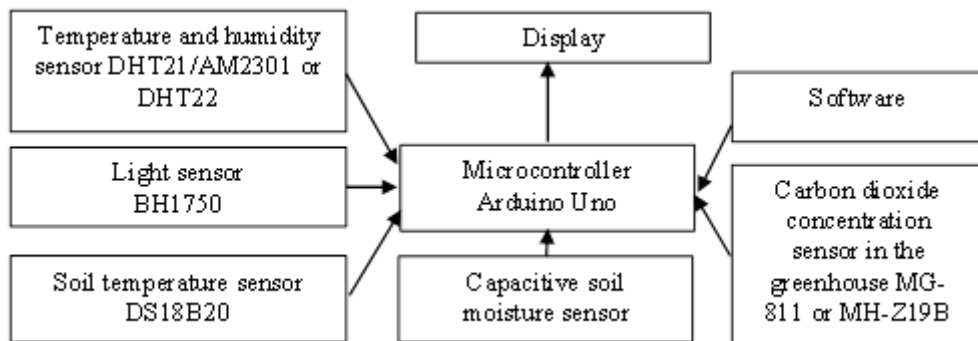 Temperature and humidity
sensor DHT21/AM2301 or
DHT22
Display
Software
Light sensor
BH1750
Microcontroller
Arduino Uno
Carbon dioxide
concentration
sensor in the
greenhouse MG-
811 or MH-Z19B
Soil temperature sensor
DS18B20
Capacitive soil
moisture sensor